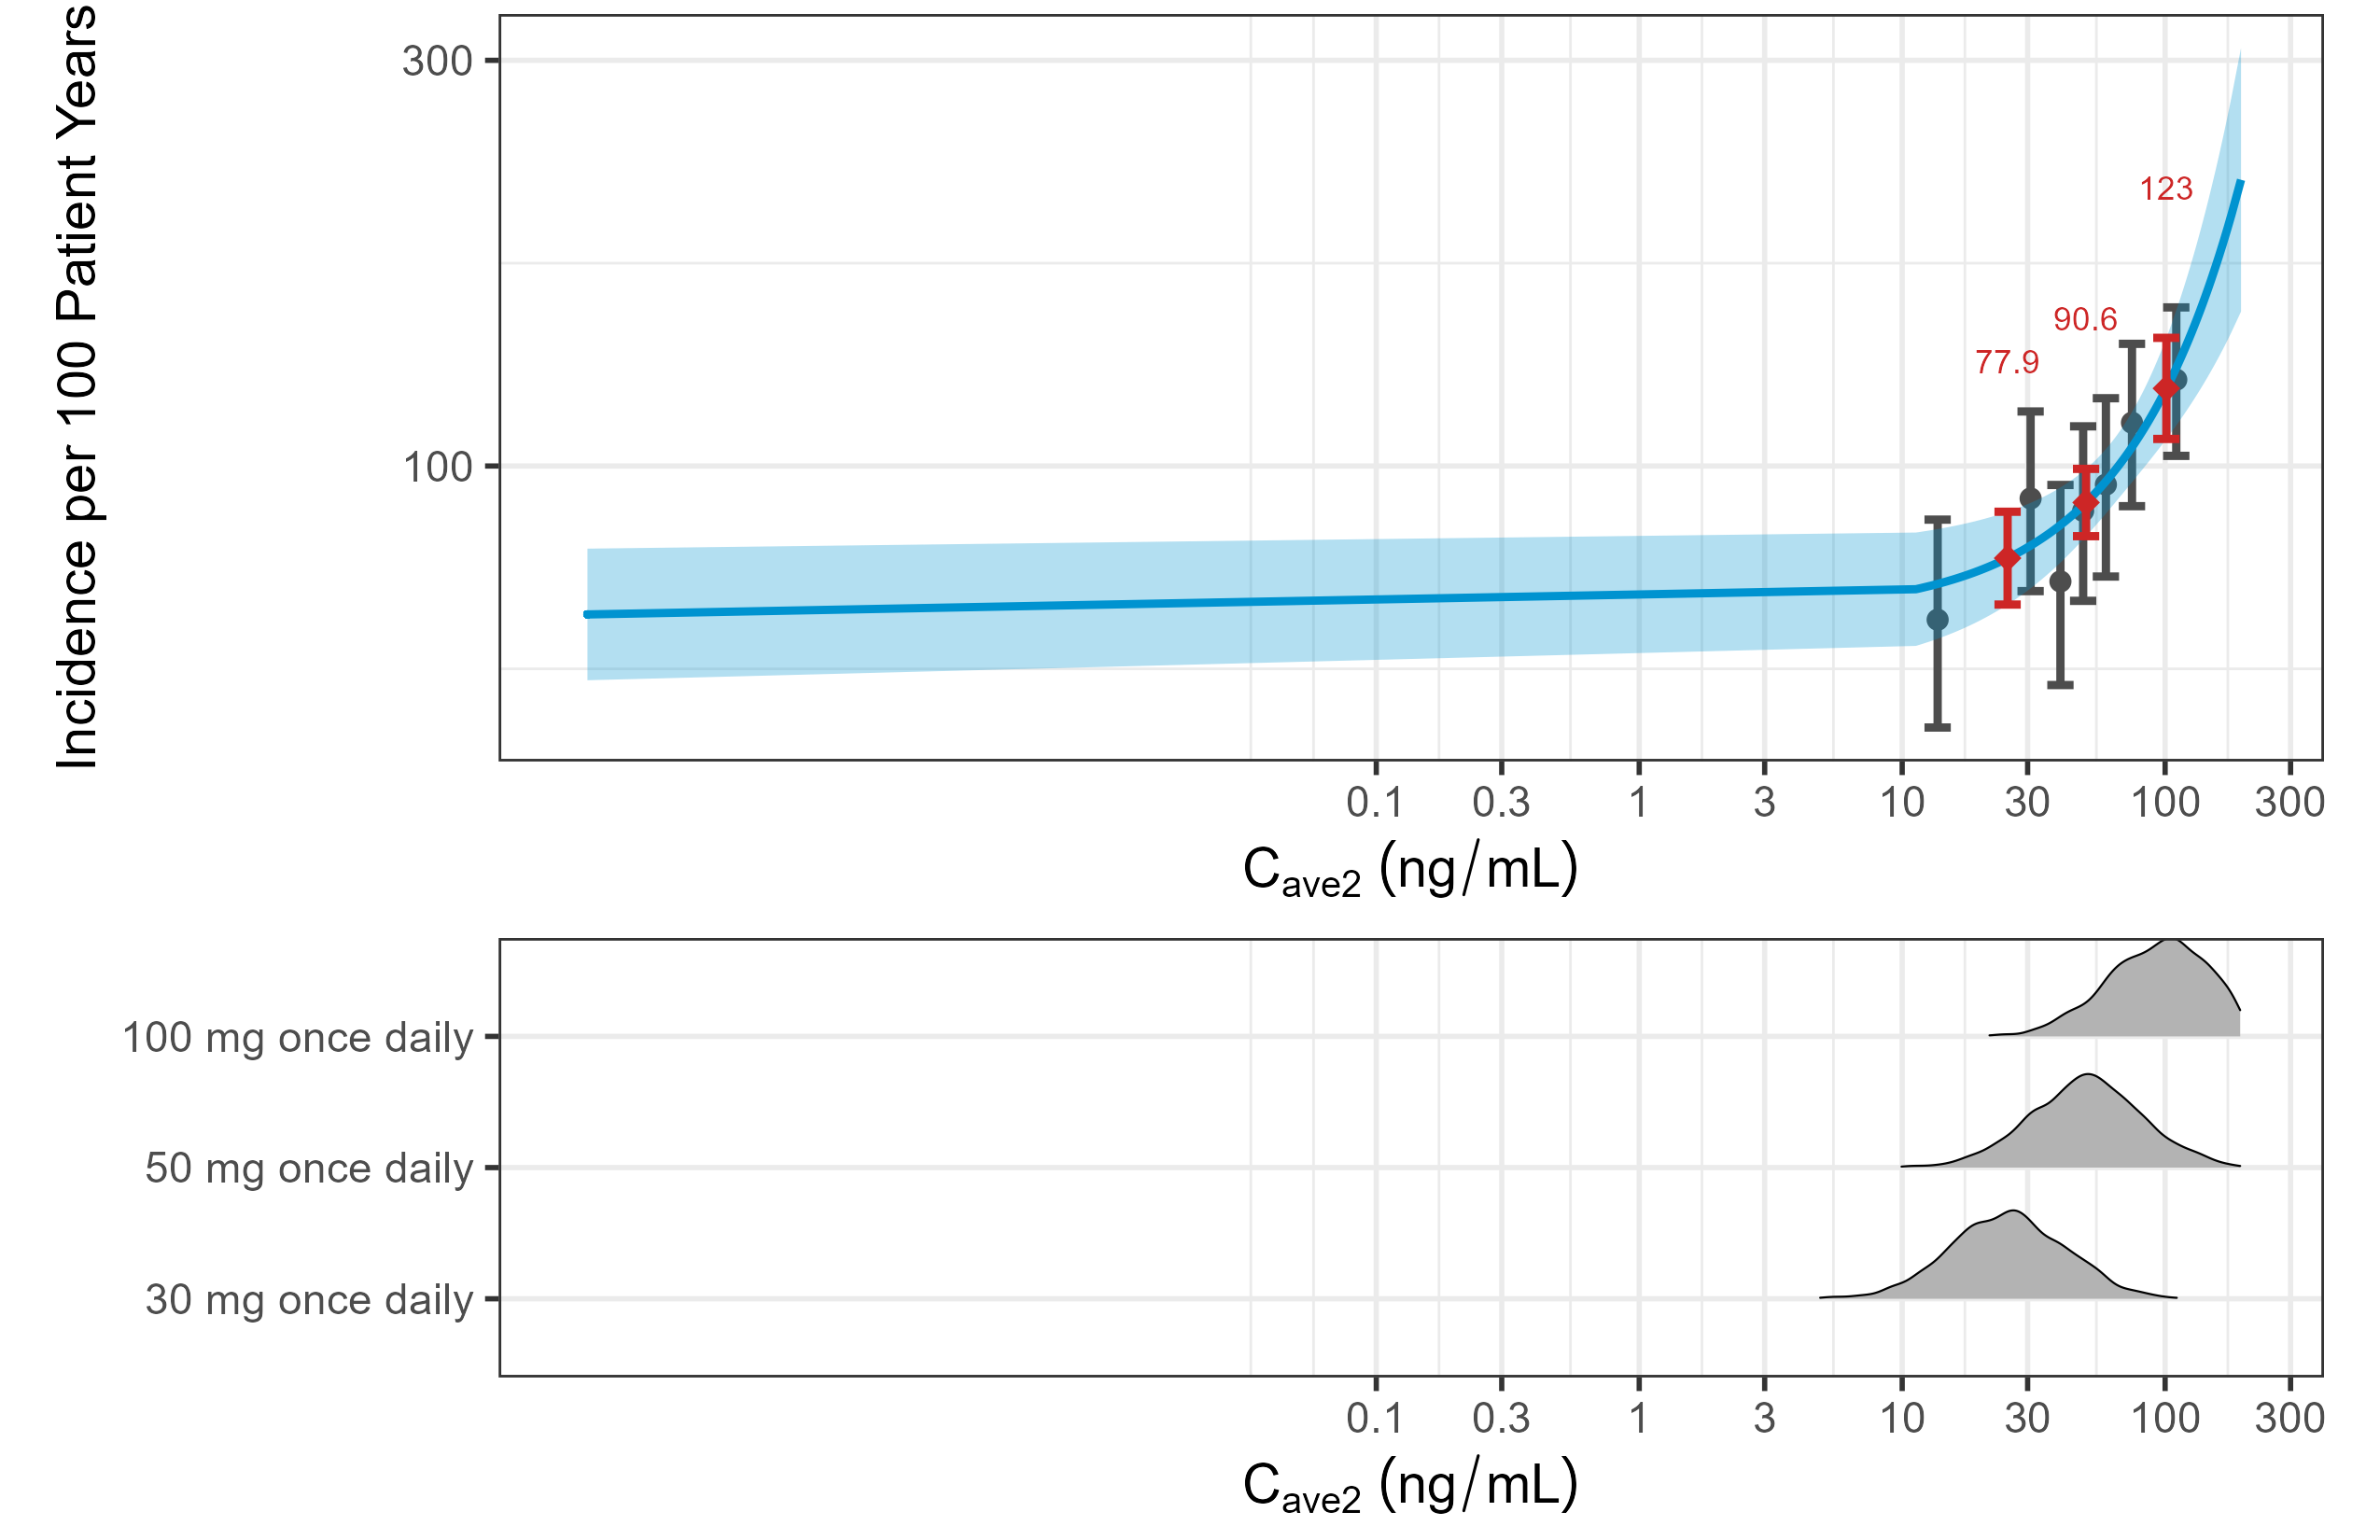 Incidence per 100 Patient Years
300
100
123
90.6
77.9
0.1 0.3 1 3 10 30 100 300
Cave2 (ng/mL)
100 mg once daily
50 mg once daily
30 mg once daily
0.1 0.3 1 3 10 30 100 300
Cave2 (ng/mL)